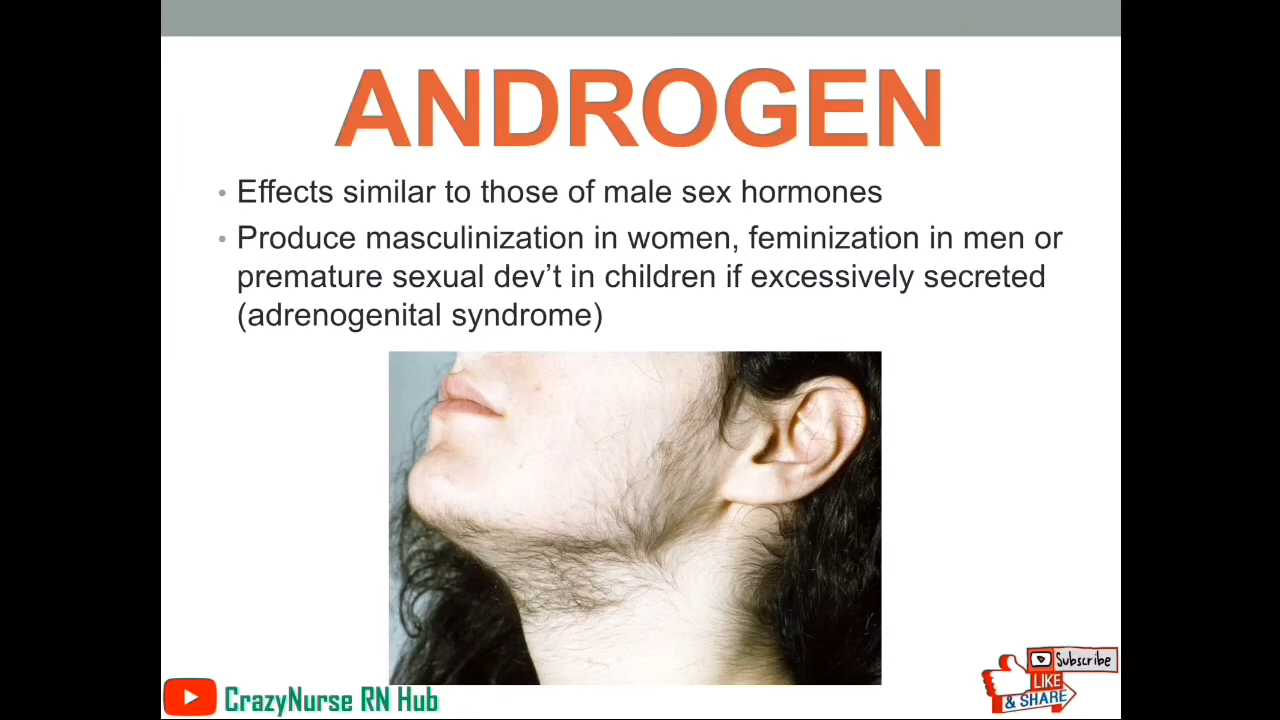 ANDROGEN
• Effects similar to those of male sex hormones
• Produce masculinization in women, feminization in men or
premature sexual dev’t in children if excessively secreted
(adrenogenital syndrome)
CrazyNurse RN Hub
Subscribe
LIKE
& SHARE